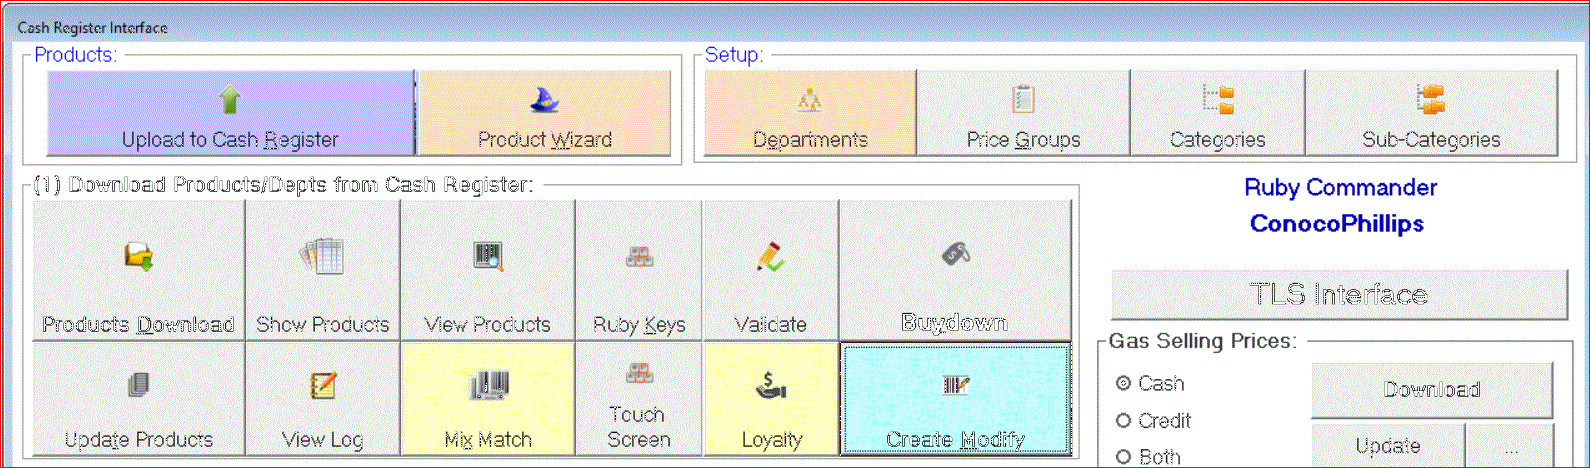 Cash Register Interface
Products:
Setup:
Upload to Cash Register
Product Wizard
Departments
Price Groups
Categories
Sub-Categories
(1) Download Products/Depts from Cash Register:
Ruby Commander
ConocoPhillips
Products Download
Show Products
View Products
Ruby Keys
Validate
Buydown
TLS Interface
Update Products
View Log
Mix Match
Touch
Screen
Loyalty
Create Modify
Gas Selling Prices:
Cash
Credit
Both
Download
Update
...